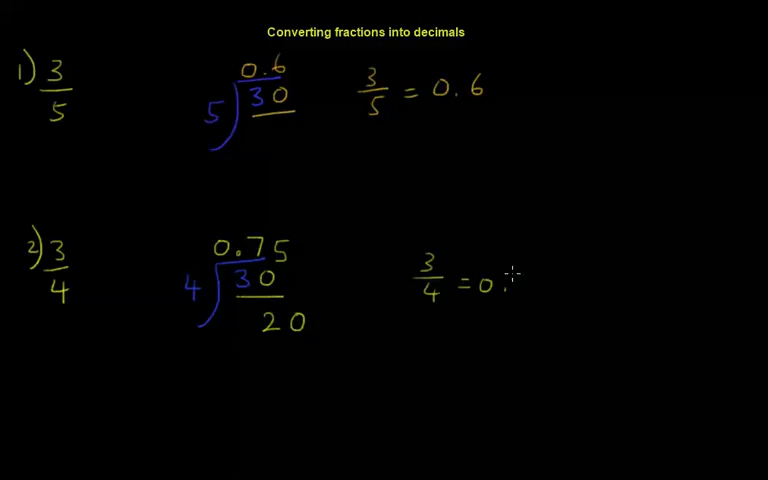 Converting fractions into decimals
1) 3/5
0.6
5) 30
3/5 = 0.6
2) 3/4
0.75
4) 30
20
3/4 = 0.